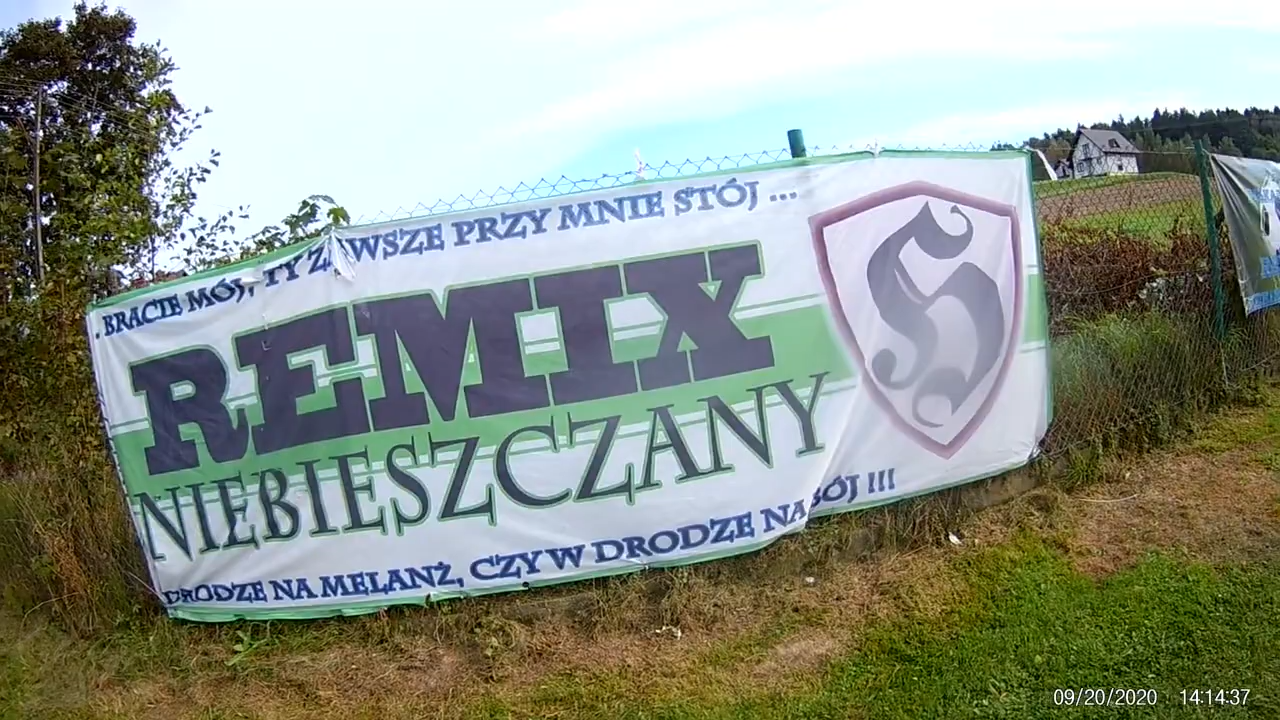 . BRACIE MÓJ, TY ZAWSZE PRZY MNIE STÓJ ...
REMIX
NIEBIESZCZANY
S
DRODZE NA MELANŻ, CZY W DRODZE NA BÓJ !!!
09/20/2020 14:14:37